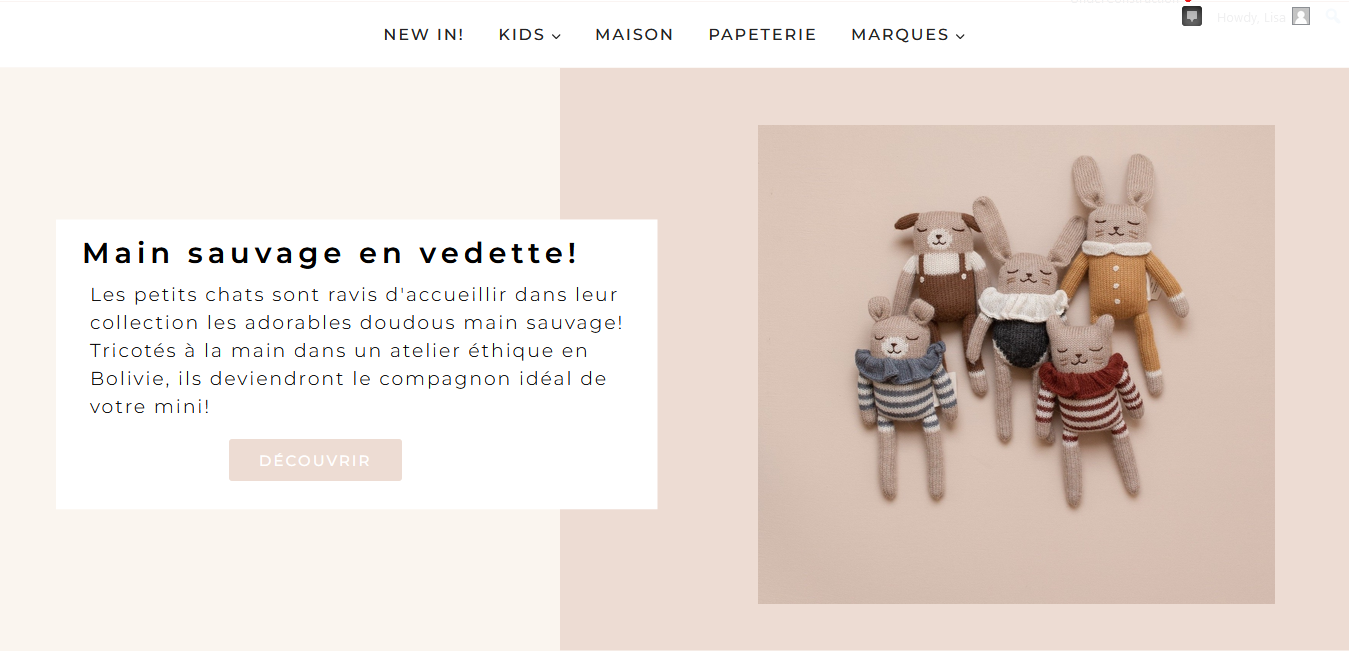 Howdy, Lisa
NEW IN! KIDS MAISON PAPETERIE MARQUES
Main sauvage en vedette!
Les petits chats sont ravis d'accueillir dans leur
collection les adorables doudous main sauvage!
Tricotés à la main dans un atelier éthique en
Bolivie, ils deviendront le compagnon idéal de
votre mini!
DÉCOUVRIR